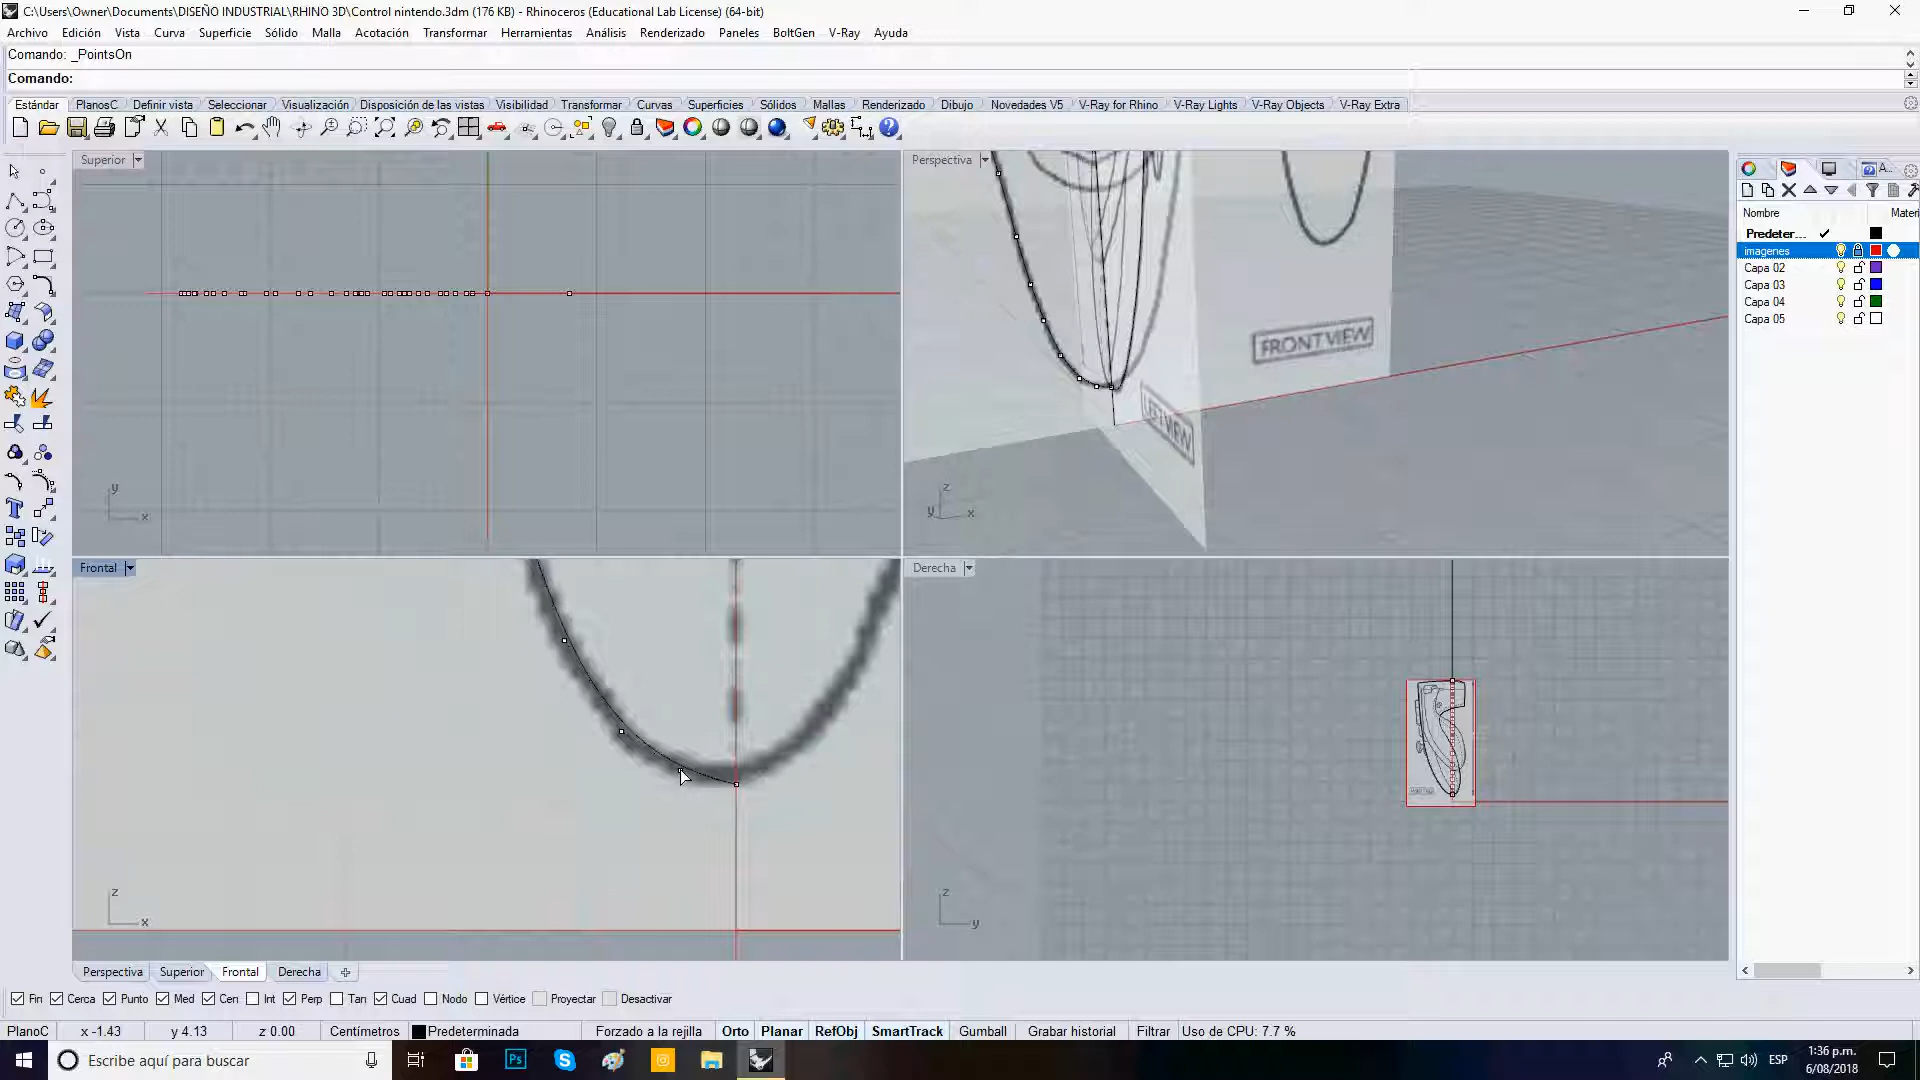 C:\Users\Owner\Documents\DISEÑO INDUSTRIAL\RHINO 3D\Control nintendo.3dm (176 KB) - Rhinoceros (Educational Lab License) (64-bit)
Archivo Edición Vista Curva Superficie Sólido Malla Acotación Transformar Herramientas Análisis Renderizado Paneles BoltGen V-Ray Ayuda
Comando: _PointsOn
Comando:
Estándar PlanosC Definir vista Seleccionar Visualización Disposición de las vistas Visibilidad Transformar Curvas Superficies Sólidos Mallas Renderizado Dibujo Novedades V5 V-Ray for Rhino V-Ray Lights V-Ray Objects V-Ray Extra
Superior
y
x
Perspectiva
FRONT VIEW
LEFT VIEW
z
y x
Frontal
z
x
Derecha
z
y
A...
Nombre Materi
Predeter...
imagenes
Capa 02
Capa 03
Capa 04
Capa 05
Perspectiva Superior Frontal Derecha
Fin Cerca Punto Med Cen Int Perp Tan Cuad Nodo Vértice Proyectar Desactivar
PlanoC x -1.43 y 4.13 z 0.00 Centímetros Predeterminada Forzado a la rejilla Orto Planar RefObj SmartTrack Gumball Grabar historial Filtrar Uso de CPU: 7.7 %
Escribe aquí para buscar
Ps
ESP
1:36 p.m.
6/08/2018